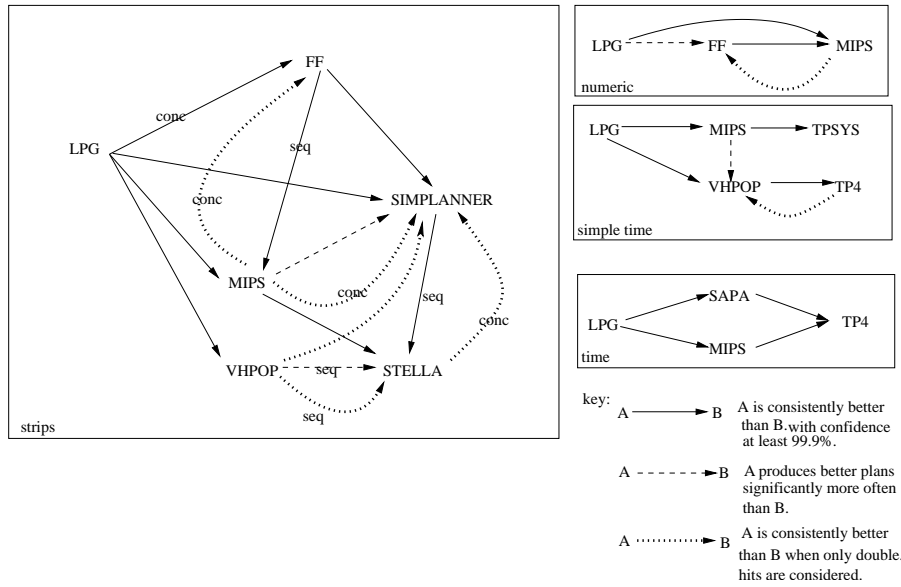 FF
LPG
conc
seq
conc
SIMPLANNER
MIPS
conc
seq
conc
VHPOP
seq
STELLA
seq
strips
LPG
FF
MIPS
numeric
LPG
MIPS
TPSYS
VHPOP
TP4
simple time
SAPA
LPG
TP4
MIPS
time
key:
A
B
A is consistently better
than B.with confidence
at least 99.9%.
A
B
A produces better plans
significantly more often
than B.
A
B
A is consistently better
than B when only double
hits are considered.